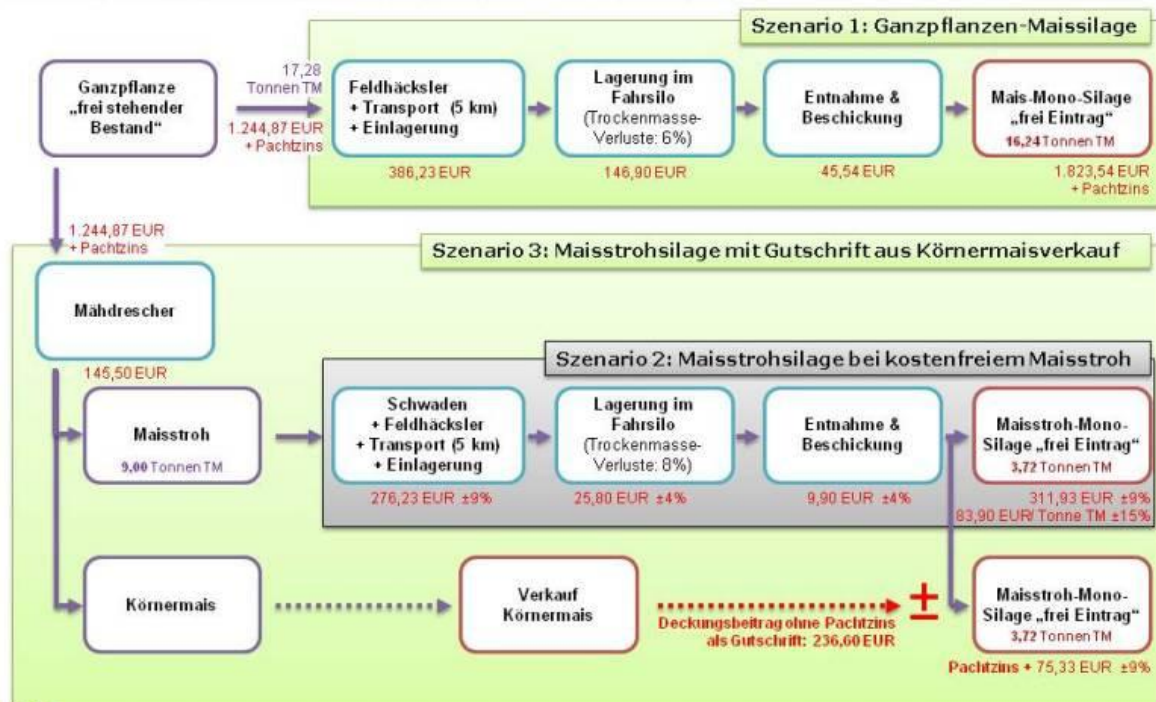 Szenario 1: Ganzpflanzen-Maissilage
Ganzpflanze
„frei stehender
Bestand“
17,28
Tonnen TM
1.244,87 EUR
+ Pachtzins
Feldhäcksler
+ Transport (5 km)
+ Einlagerung
386,23 EUR
Lagerung im
Fahrsilo
(Trockenmasse-
Verluste: 6%)
146,90 EUR
Entnahme &
Beschickung
45,54 EUR
Mais-Mono-Silage
„frei Eintrag“
16,24 Tonnen TM
1.823,54 EUR
+ Pachtzins
1.244,87 EUR
+ Pachtzins
Szenario 3: Maisstrohsilage mit Gutschrift aus Körnermaisverkauf
Mähdrescher
145,50 EUR
Szenario 2: Maisstrohsilage bei kostenfreiem Maisstroh
Maisstroh
9,00 Tonnen TM
Schwaden
+ Feldhäcksler
+ Transport (5 km)
+ Einlagerung
276,23 EUR ±9%
Lagerung im
Fahrsilo
(Trockenmasse-
Verluste: 8%)
25,80 EUR ±4%
Entnahme &
Beschickung
9,90 EUR ±4%
Maisstroh-Mono-
Silage „frei Eintrag“
3,72 Tonnen TM
311,93 EUR ±9%
83,90 EUR/ Tonne TM ±15%
Körnermais
Verkauf
Körnermais
±
Deckungsbeitrag ohne Pachtzins
als Gutschrift: 236,60 EUR
Maisstroh-Mono-
Silage „frei Eintrag“
3,72 Tonnen TM
Pachtzins + 75,33 EUR ±9%